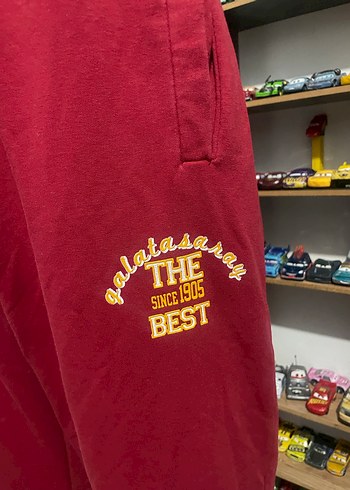 galatasaray
THE
SINCE 1905
BEST